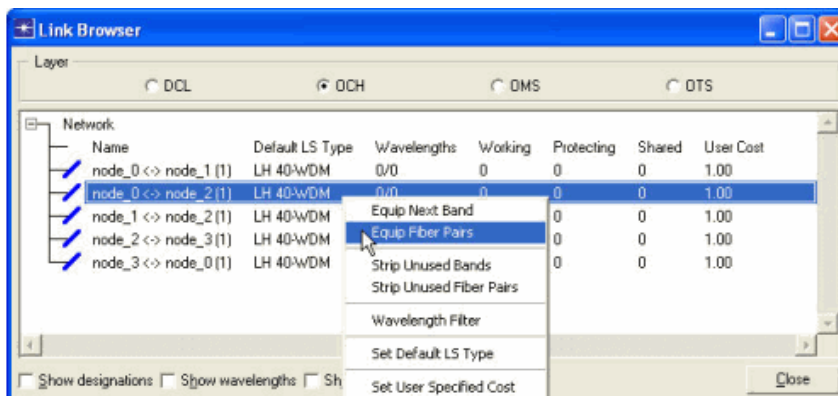 Link Browser
Layer
DCL OCH OMS OTS
Network
Name Default LS Type Wavelengths Working Protecting Shared User Cost
node_0 <-> node_1 (1) LH 40-WDM 0/0 0 0 0 1.00
node_0 <-> node_2 (1) LH 40-WDM 0/0 0 0 0 1.00
node_1 <-> node_2 (1) LH 40-WDM 0 0 1.00
node_2 <-> node_3 (1) LH 40-WDM 0 0 1.00
node_3 <-> node_0 (1) LH 40-WDM 0 0 1.00
Equip Next Band
Equip Fiber Pairs
Strip Unused Bands
Strip Unused Fiber Pairs
Wavelength Filter
Set Default LS Type
Set User Specified Cost
Show designations Show wavelengths Sh
Close